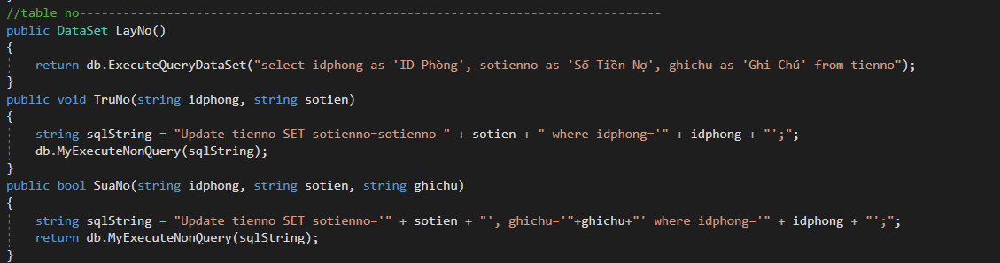 //table no--------------------------------------------------------------------------------
public DataSet LayNo()
{
return db.ExecuteQueryDataSet("select idphong as 'ID Phòng', sotienno as 'Số Tiền Nợ', ghichu as 'Ghi Chú' from tienno");
}
public void TruNo(string idphong, string sotien)
{
string sqlString = "Update tienno SET sotienno=sotienno-" + sotien + " where idphong='" + idphong + "';";
db.MyExecuteNonQuery(sqlString);
}
public bool SuaNo(string idphong, string sotien, string ghichu)
{
string sqlString = "Update tienno SET sotienno='" + sotien + "', ghichu='"+ghichu+"' where idphong='" + idphong + "';";
return db.MyExecuteNonQuery(sqlString);
}